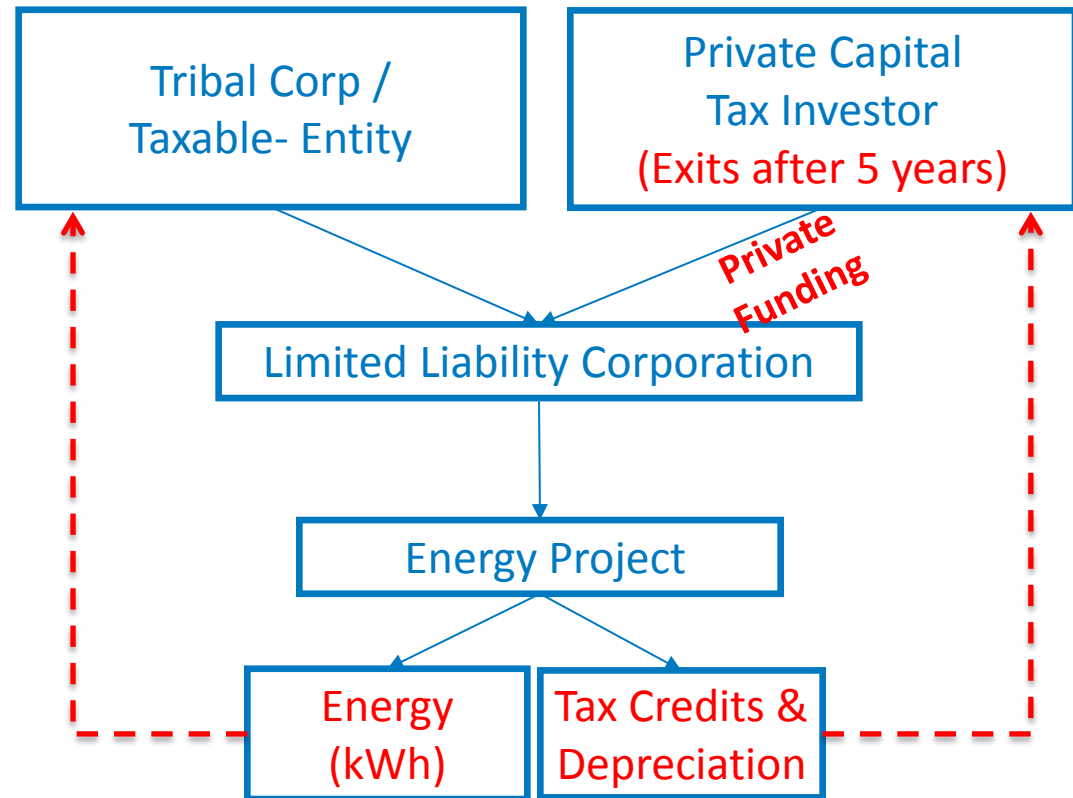 Tribal Corp /
Taxable- Entity
Private Capital
Tax Investor
(Exits after 5 years)
Private
Funding
Limited Liability Corporation
Energy Project
Energy
(kWh)
Tax Credits &
Depreciation